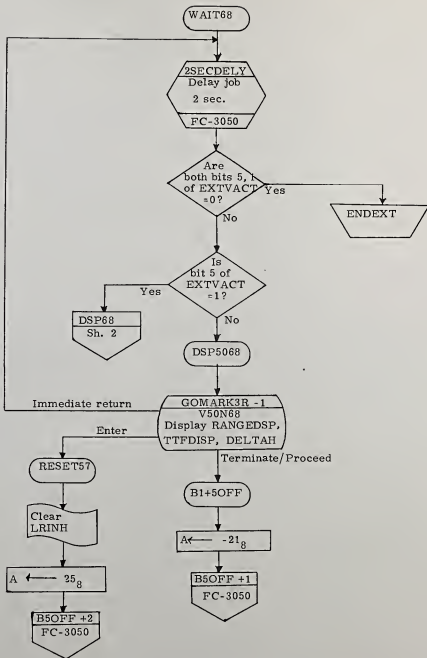 WAIT68
2SECDELY
Delay job
2 sec.
FC-3050
Are
both bits 5, 1
of EXTVACT
=0?
Yes
ENDEXT
No
Is
bit 5 of
EXTVACT
=1?
Yes
DSP68
Sh. 2
No
DSP5068
Immediate return
GOMARK3R -1
V50N68
Display RANGEDSP,
TTFDISP, DELTAH
Enter
Terminate/Proceed
RESET57
B1+5OFF
Clear
LRINH
A ← -21₈
A ← 25₈
B5OFF +1
FC-3050
B5OFF +2
FC-3050